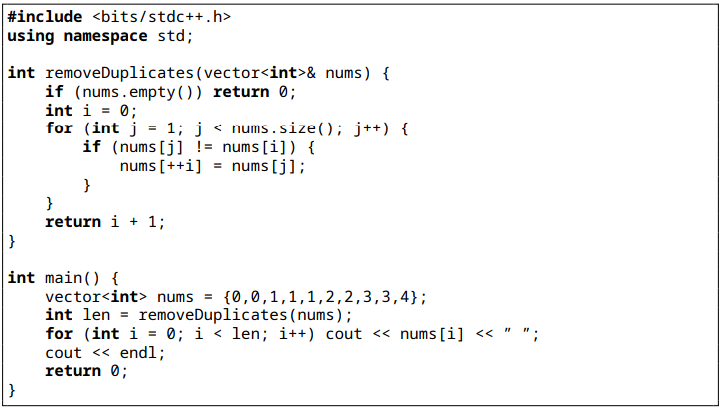 #include <bits/stdc++.h>
using namespace std;

int removeDuplicates(vector<int>& nums) {
    if (nums.empty()) return 0;
    int i = 0;
    for (int j = 1; j < nums.size(); j++) {
        if (nums[j] != nums[i]) {
            nums[++i] = nums[j];
        }
    }
    return i + 1;
}

int main() {
    vector<int> nums = {0,0,1,1,1,2,2,3,3,4};
    int len = removeDuplicates(nums);
    for (int i = 0; i < len; i++) cout << nums[i] << ” ”;
    cout << endl;
    return 0;
}